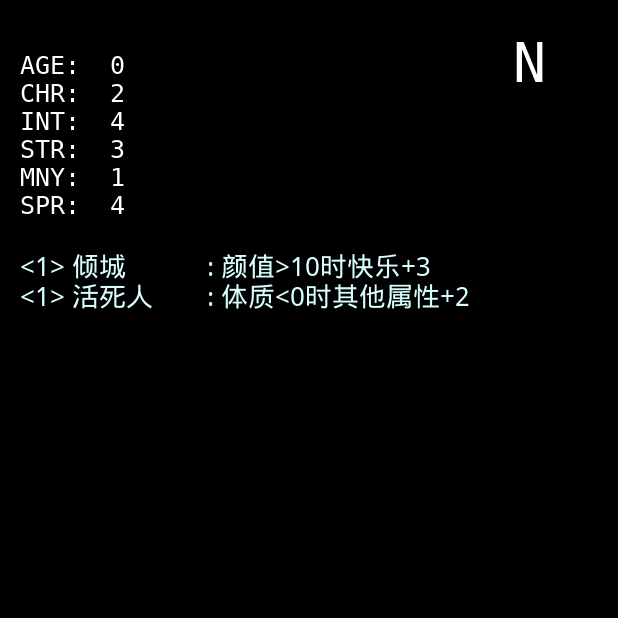 N
AGE: 0
CHR: 2
INT: 4
STR: 3
MNY: 1
SPR: 4
<1> 倾城 : 颜值>10时快乐+3
<1> 活死人 : 体质<0时其他属性+2